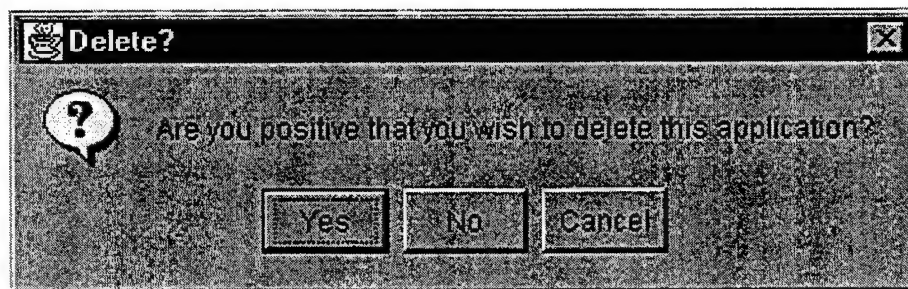 Delete?
Are you positive that you wish to delete this application?
Yes No Cancel